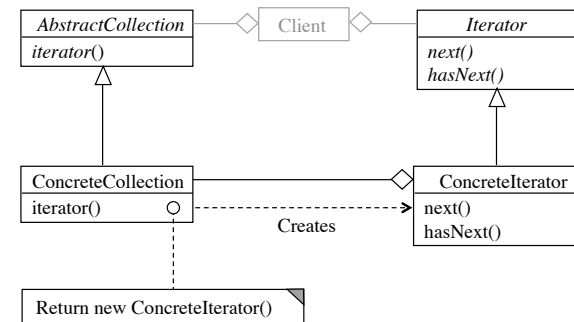 AbstractCollection
iterator()
Client
Iterator
next()
hasNext()
ConcreteCollection
iterator()
Creates
ConcreteIterator
next()
hasNext()
Return new ConcreteIterator()